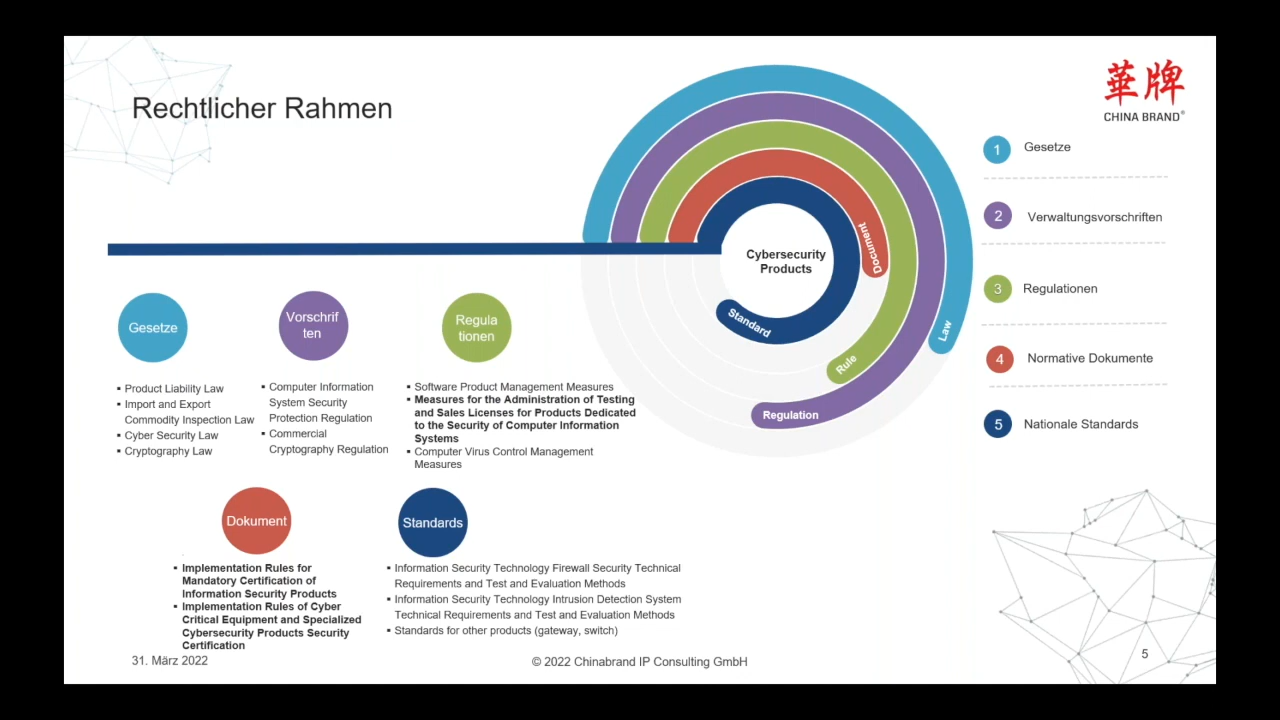 Rechtlicher Rahmen
華牌
CHINA BRAND®
1 Gesetze
2 Verwaltungsvorschriften
3 Regulationen
4 Normative Dokumente
5 Nationale Standards
Cybersecurity
Products
Document
Standard
Law
Rule
Regulation
Gesetze
▪ Product Liability Law
▪ Import and Export
Commodity Inspection Law
▪ Cyber Security Law
▪ Cryptography Law
Vorschrif
ten
▪ Computer Information
System Security
Protection Regulation
▪ Commercial
Cryptography Regulation
Regula
tionen
▪ Software Product Management Measures
▪ Measures for the Administration of Testing
and Sales Licenses for Products Dedicated
to the Security of Computer Information
Systems
▪ Computer Virus Control Management
Measures
Dokument
▪ Implementation Rules for
Mandatory Certification of
Information Security Products
▪ Implementation Rules of Cyber
Critical Equipment and Specialized
Cybersecurity Products Security
Certification
Standards
▪ Information Security Technology Firewall Security Technical
Requirements and Test and Evaluation Methods
▪ Information Security Technology Intrusion Detection System
Technical Requirements and Test and Evaluation Methods
▪ Standards for other products (gateway, switch)
31. März 2022
© 2022 Chinabrand IP Consulting GmbH
5